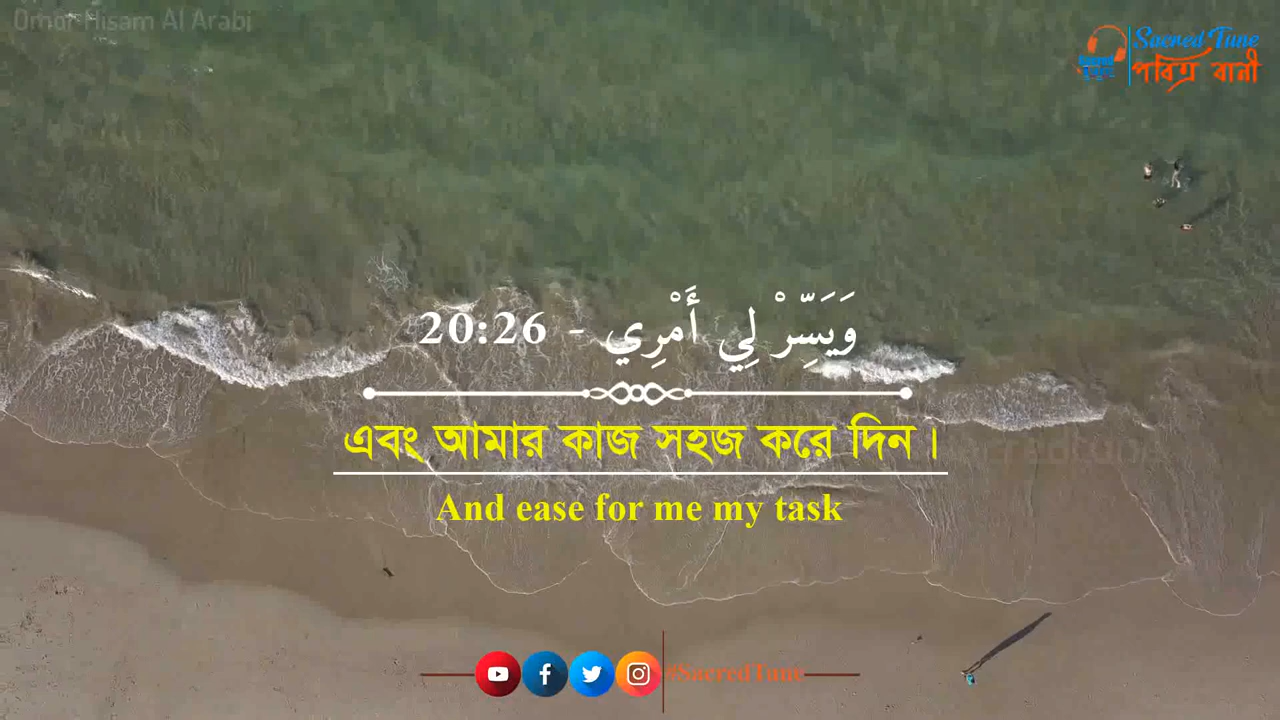 Omar Hisam Al Arabi
Sacred Tune
পবিত্র বানী
وَيَسِّرْ لِي أَمْرِي - 20:26
এবং আমার কাজ সহজ করে দিন।
And ease for me my task
#SacredTune